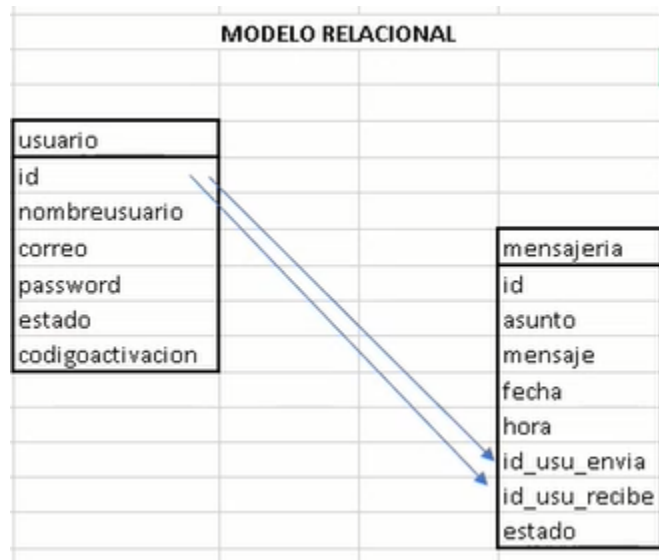 MODELO RELACIONAL
usuario
id
nombreusuario
correo
password
estado
codigoactivacion
mensajeria
id
asunto
mensaje
fecha
hora
id_usu_envia
id_usu_recibe
estado